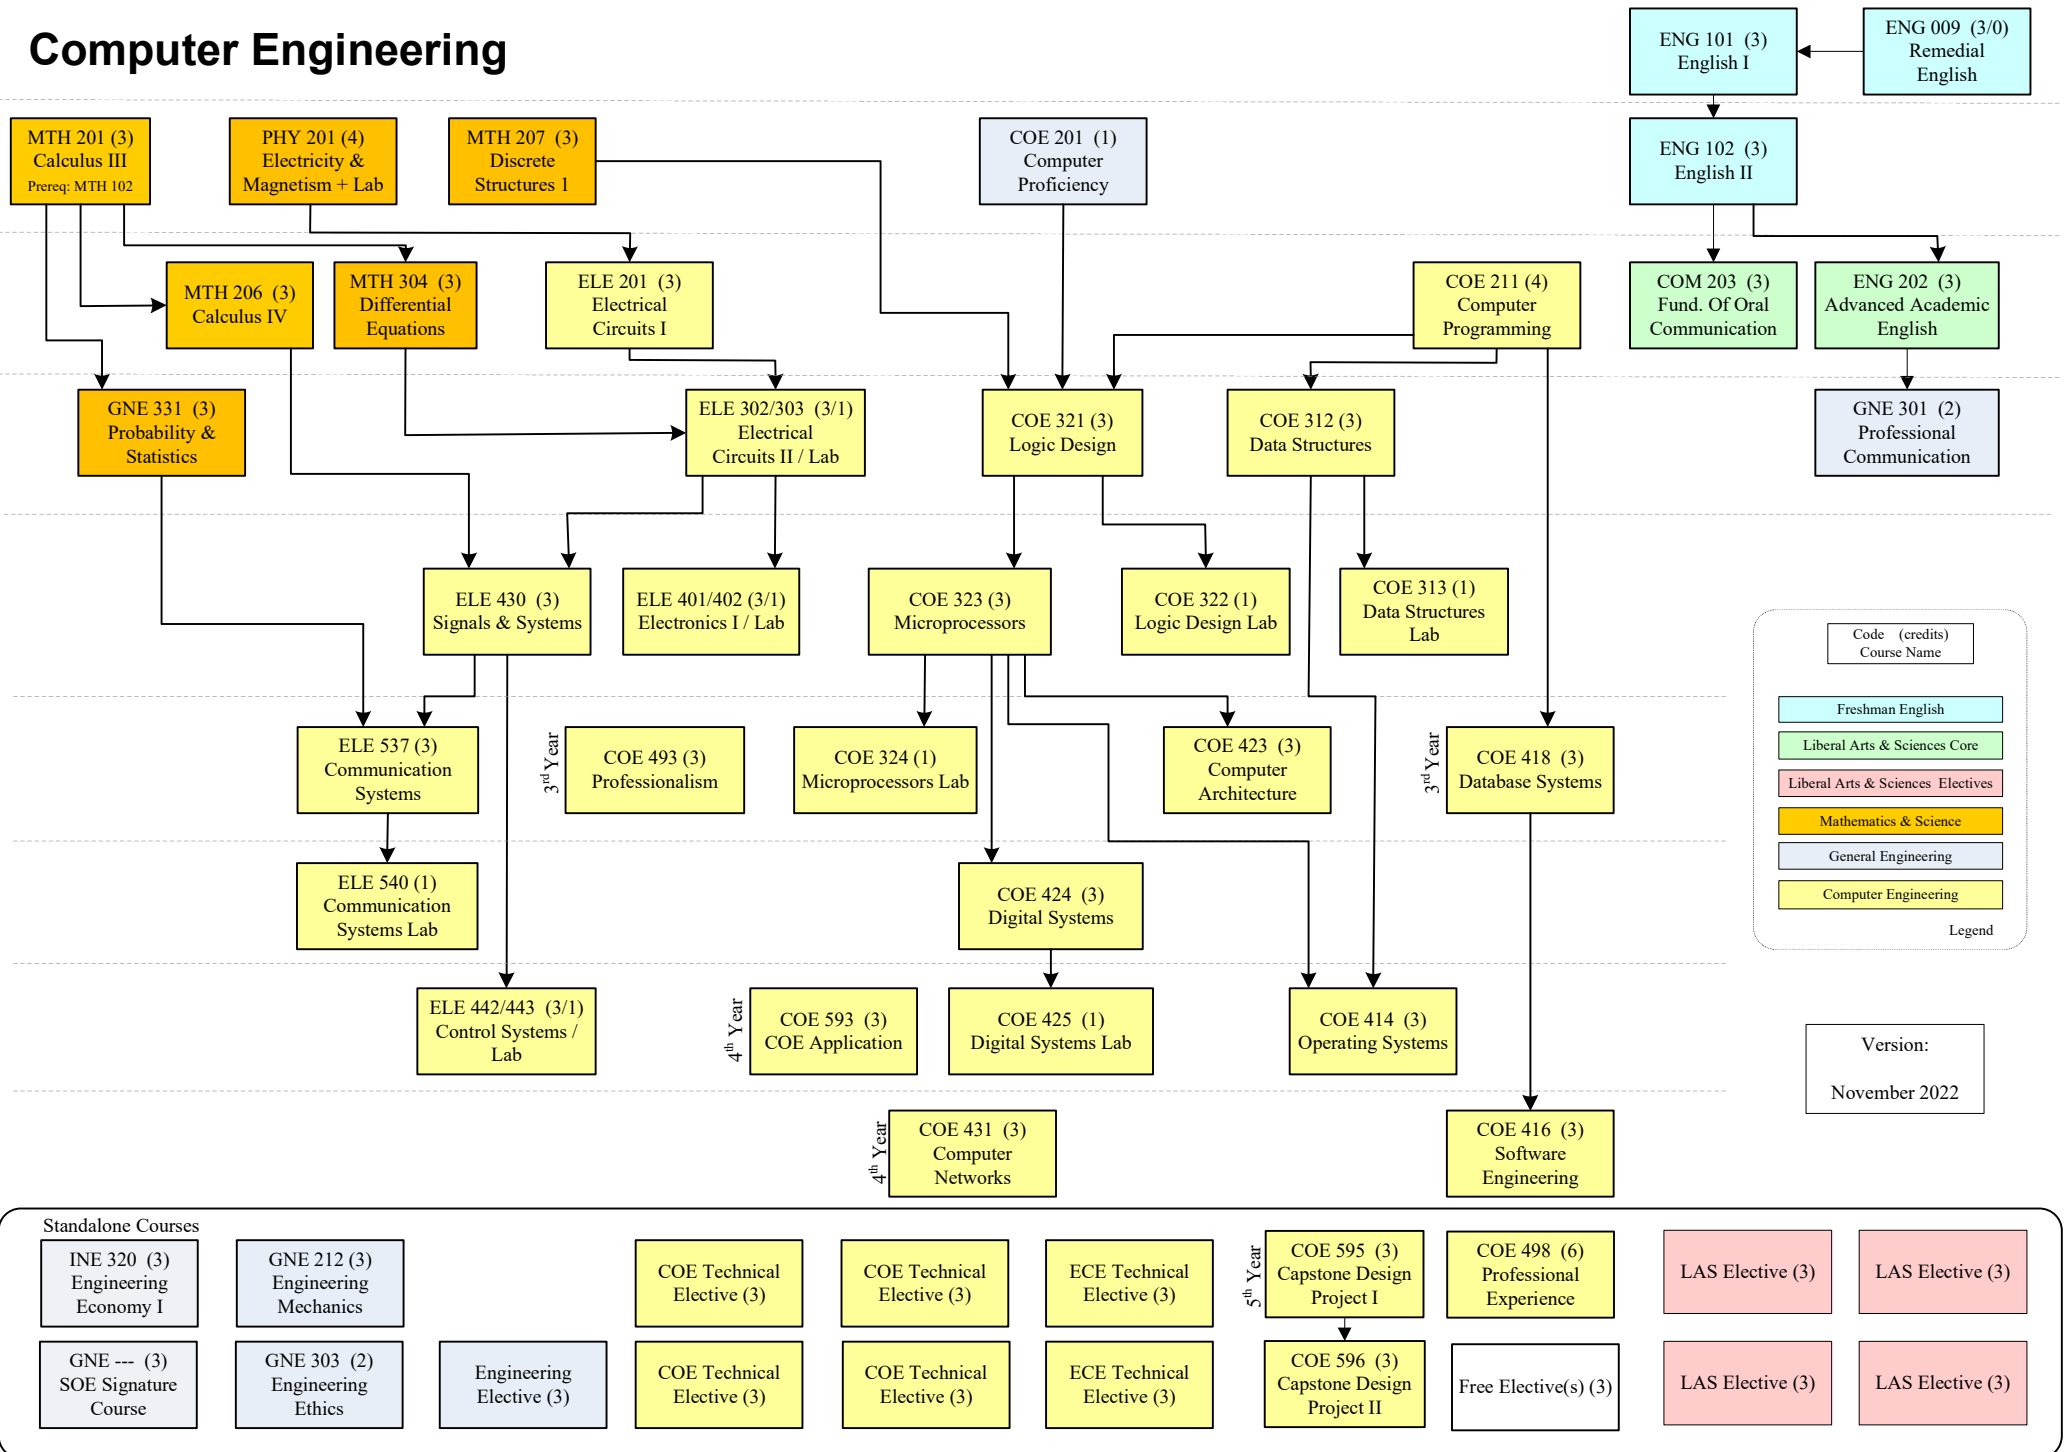 Computer Engineering
ENG 101  (3)
English I
ENG 009  (3/0)
Remedial
English
MTH 201 (3)
Calculus III
Prereq: MTH 102
PHY 201 (4)
Electricity &
Magnetism + Lab
MTH 207 (3)
Discrete
Structures 1
COE 201  (1)
Computer
Proficiency
ENG 102  (3)
English II
MTH 206  (3)
Calculus IV
MTH 304  (3)
Differential
Equations
ELE 201  (3)
Electrical
Circuits I
COE 211 (4)
Computer
Programming
COM 203  (3)
Fund. Of Oral
Communication
ENG 202  (3)
Advanced Academic
English
GNE 331  (3)
Probability &
Statistics
ELE 302/303  (3/1)
Electrical
Circuits II / Lab
COE 321 (3)
Logic Design
COE 312 (3)
Data Structures
GNE 301  (2)
Professional
Communication
ELE 430  (3)
Signals & Systems
ELE 401/402 (3/1)
Electronics I / Lab
COE 323 (3)
Microprocessors
COE 322 (1)
Logic Design Lab
COE 313 (1)
Data Structures
Lab
Code    (credits)
Course Name
Freshman English
Liberal Arts & Sciences Core
Liberal Arts & Sciences  Electives
Mathematics & Science
General Engineering
Computer Engineering
Legend
ELE 537 (3)
Communication
Systems
3rd Year
COE 493 (3)
Professionalism
COE 324 (1)
Microprocessors Lab
COE 423  (3)
Computer
Architecture
3rd Year
COE 418  (3)
Database Systems
ELE 540 (1)
Communication
Systems Lab
COE 424  (3)
Digital Systems
ELE 442/443  (3/1)
Control Systems /
Lab
4th Year
COE 593  (3)
COE Application
COE 425  (1)
Digital Systems Lab
COE 414  (3)
Operating Systems
Version:
November 2022
4th Year
COE 431  (3)
Computer
Networks
COE 416  (3)
Software
Engineering
Standalone Courses
INE 320  (3)
Engineering
Economy I
GNE 212 (3)
Engineering
Mechanics
COE Technical
Elective (3)
COE Technical
Elective (3)
ECE Technical
Elective (3)
5th Year
COE 595  (3)
Capstone Design
Project I
COE 498  (6)
Professional
Experience
LAS Elective (3)
LAS Elective (3)
GNE ---  (3)
SOE Signature
Course
GNE 303  (2)
Engineering
Ethics
Engineering
Elective (3)
COE Technical
Elective (3)
COE Technical
Elective (3)
ECE Technical
Elective (3)
COE 596  (3)
Capstone Design
Project II
Free Elective(s) (3)
LAS Elective (3)
LAS Elective (3)